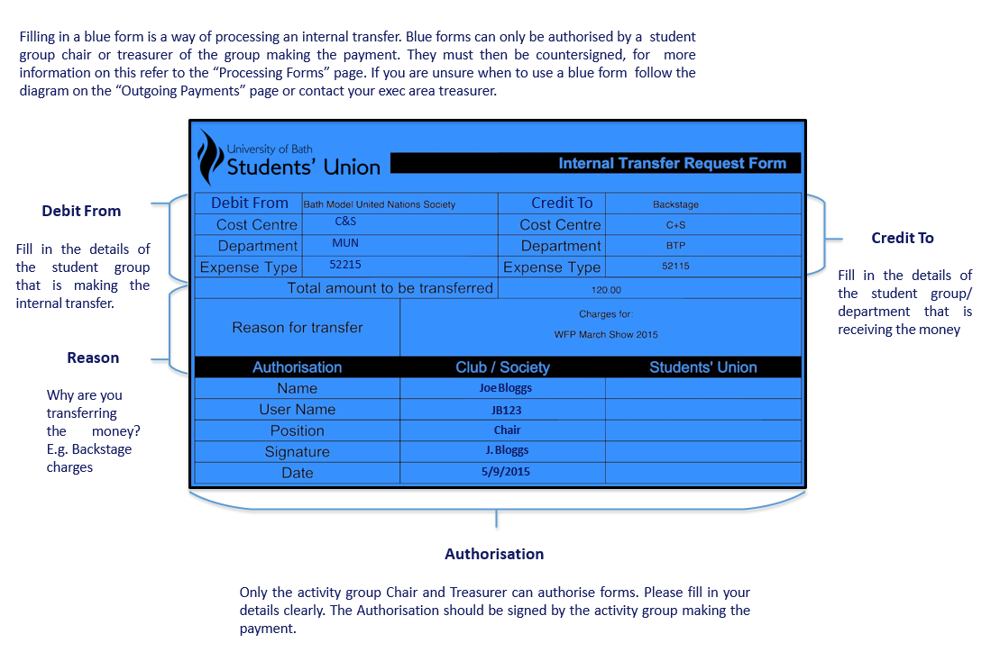 Filling in a blue form is a way of processing an internal transfer. Blue forms can only be authorised by a student
group chair or treasurer of the group making the payment. They must then be countersigned, for more
information on this refer to the “Processing Forms” page. If you are unsure when to use a blue form follow the
diagram on the “Outgoing Payments” page or contact your exec area treasurer.
University of Bath
Students' Union
Internal Transfer Request Form
Debit From Bath Model United Nations Society Credit To Backstage
Cost Centre C&S Cost Centre C+S
Department MUN Department BTP
Expense Type 52215 Expense Type 52115
Total amount to be transferred 120.00
Reason for transfer
Charges for:
WFP March Show 2015
Authorisation Club / Society Students' Union
Name Joe Bloggs
User Name JB123
Position Chair
Signature J. Bloggs
Date 5/9/2015
Debit From
Fill in the details of
the student group
that is making the
internal transfer.
Reason
Why are you
transferring
the money?
E.g. Backstage
charges
Credit To
Fill in the details of
the student group/
department that is
receiving the money
Authorisation
Only the activity group Chair and Treasurer can authorise forms. Please fill in your
details clearly. The Authorisation should be signed by the activity group making the
payment.